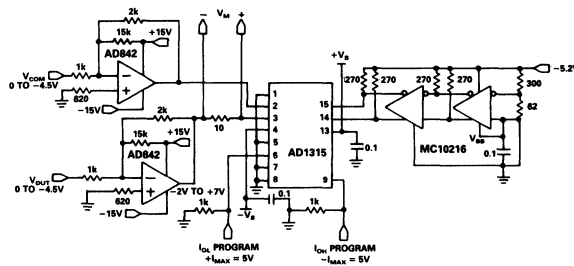 2k
− V_M +
15k +15V
AD842
V_COM 1k
0 TO −4.5V
620
−15V
2k
10
15k +15V
AD842
V_DUT 1k
0 TO −4.5V
620
−2V TO +7V
−15V
1
2
3
4
5
6
7
8
15
14
13
9
AD1315
+V_S
0.1
−V_S
0.1
1k
1k
I_OL PROGRAM
+I_MAX = 5V
I_OH PROGRAM
−I_MAX = 5V
270
270
270
270
−5.2V
300
62
V_BB
MC10216
0.1